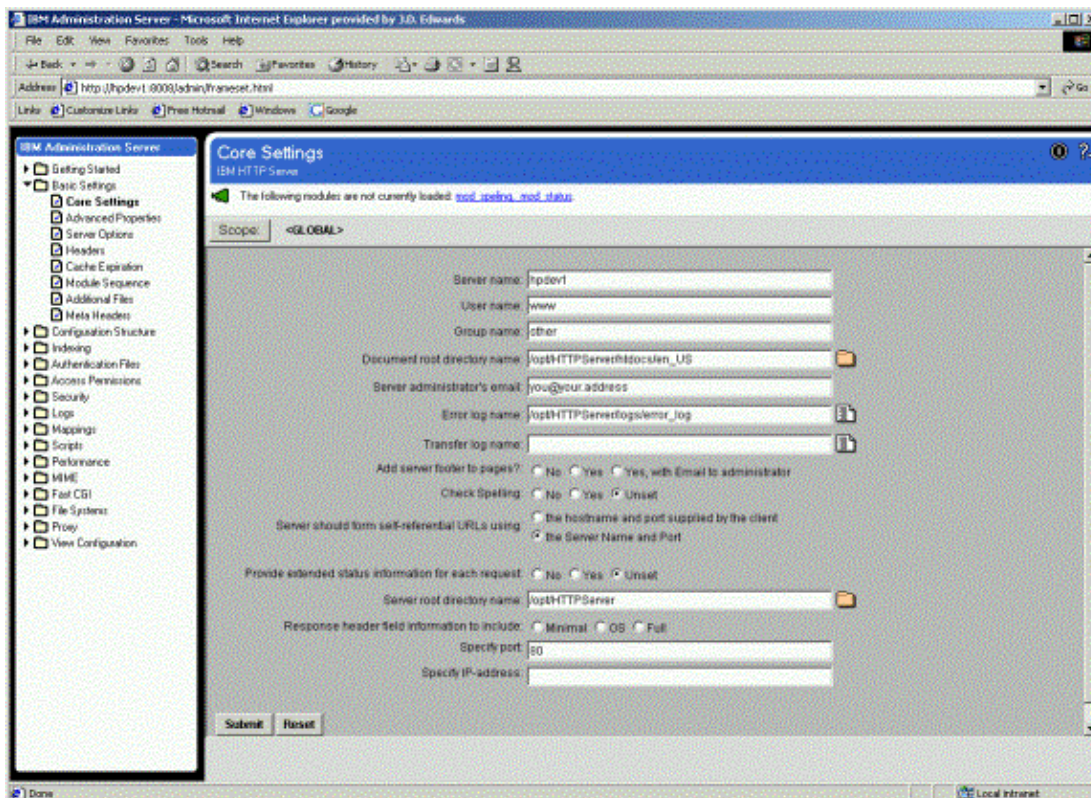 IBM Administration Server - Microsoft Internet Explorer provided by J.D. Edwards
File Edit View Favorites Tools Help
Back Search Favorites History
Address http://hpdev1:8008/admin/frameset.html Go
Links Customize Links Free Hotmail Windows Google
IBM Administration Server
Getting Started
Basic Settings
Core Settings
Advanced Properties
Server Options
Headers
Cache Expiration
Module Sequence
Additional Files
Meta Headers
Configuration Structure
Indexing
Authentication Files
Access Permissions
Security
Logs
Mappings
Scripts
Performance
MIME
Fast CGI
File Systems
Proxy
View Configuration
Core Settings
IBM HTTP Server
The following modules are not currently loaded: mod_speling, mod_status.
Scope: <GLOBAL>
Server name: hpdev1
User name: www
Group name: other
Document root directory name: /opt/HTTPServer/htdocs/en_US
Server administrator's email: you@your.address
Error log name: /opt/HTTPServer/logs/error_log
Transfer log name:
Add server footer to pages?: No Yes Yes, with Email to administrator
Check Spelling: No Yes Unset
Server should form self-referential URLs using: the hostname and port supplied by the client
the Server Name and Port
Provide extended status information for each request: No Yes Unset
Server root directory name: /opt/HTTPServer
Response header field information to include: Minimal OS Full
Specify port: 80
Specify IP-address:
Submit Reset
Done Local intranet